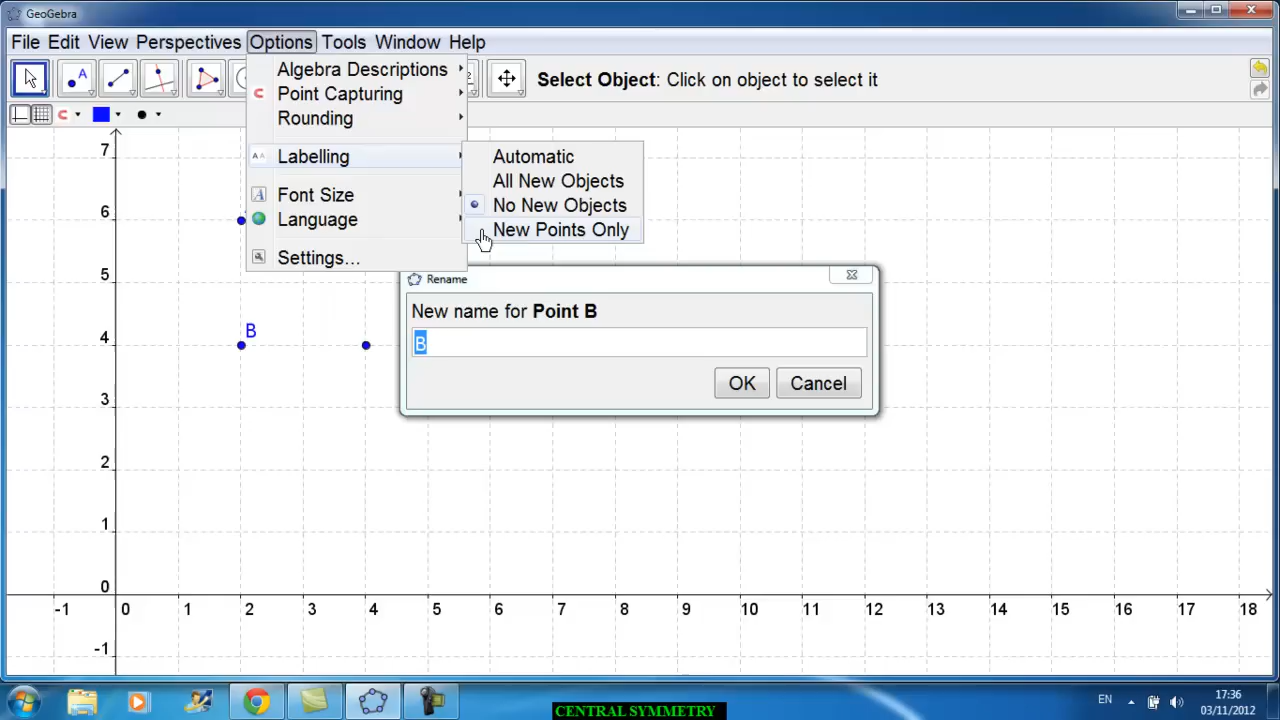 GeoGebra
File Edit View Perspectives Options Tools Window Help
A
Select Object: Click on object to select it
Algebra Descriptions
Point Capturing
Rounding
Labelling
Font Size
Language
Settings...
Automatic
All New Objects
No New Objects
New Points Only
Rename
New name for Point B
B
OK Cancel
B
7
6
5
4
3
2
1
0
-1
-1 0 1 2 3 4 5 6 7 8 9 10 11 12 13 14 15 16 17 18
EN
17:36
03/11/2012
CENTRAL SYMMETRY